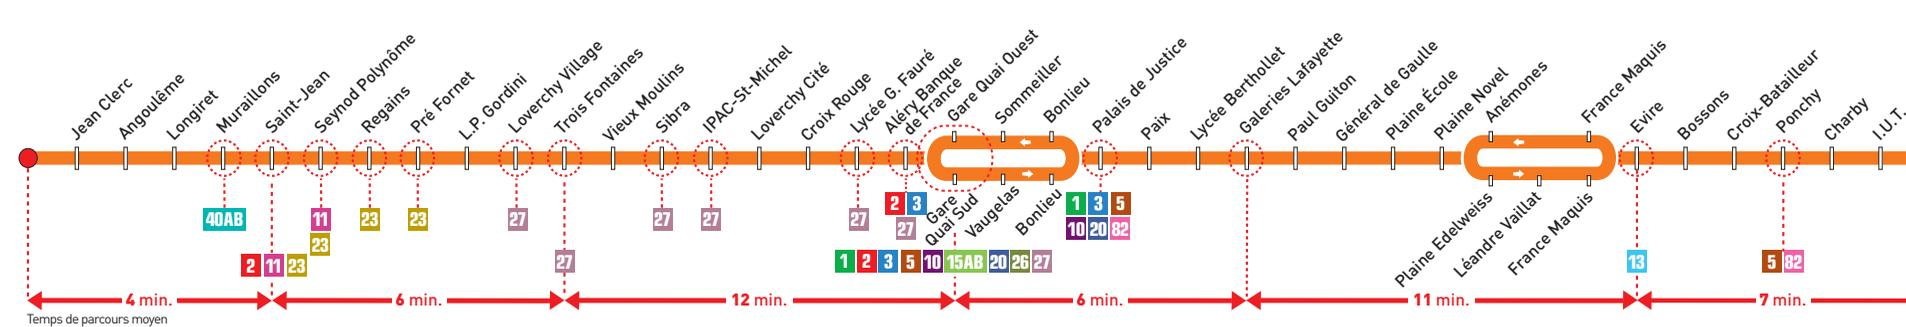 Jean Clerc
Angoulême
Longiret
Muraillons
Saint-Jean
Seynod Polynôme
Regains
Pré Fornet
L.P. Gordini
Loverchy Village
Trois Fontaines
Vieux Moulins
Sibra
IPAC-St-Michel
Loverchy Cité
Croix Rouge
Lycée G. Fauré
Aléry Banque
de France
Gare Quai Ouest
Sommeiller
Bonlieu
Palais de Justice
Paix
Lycée Berthollet
Galeries Lafayette
Paul Guiton
Général de Gaulle
Plaine École
Plaine Novel
Anémones
France Maquis
Evire
Bossons
Croix-Batailleur
Ponchy
Charby
I.U.T.
Gare
Quai Sud
Vaugelas
Bonlieu
Plaine Edelweiss
Léandre Vaillat
France Maquis
40AB
2 11 23
11
23
23
23
27
27
27
27
27
2 3
27
1 2 3 5 10 15AB 20 26 27
1 3 5
10 20 82
13
5 82
4 min.
6 min.
12 min.
6 min.
11 min.
7 min.
Temps de parcours moyen